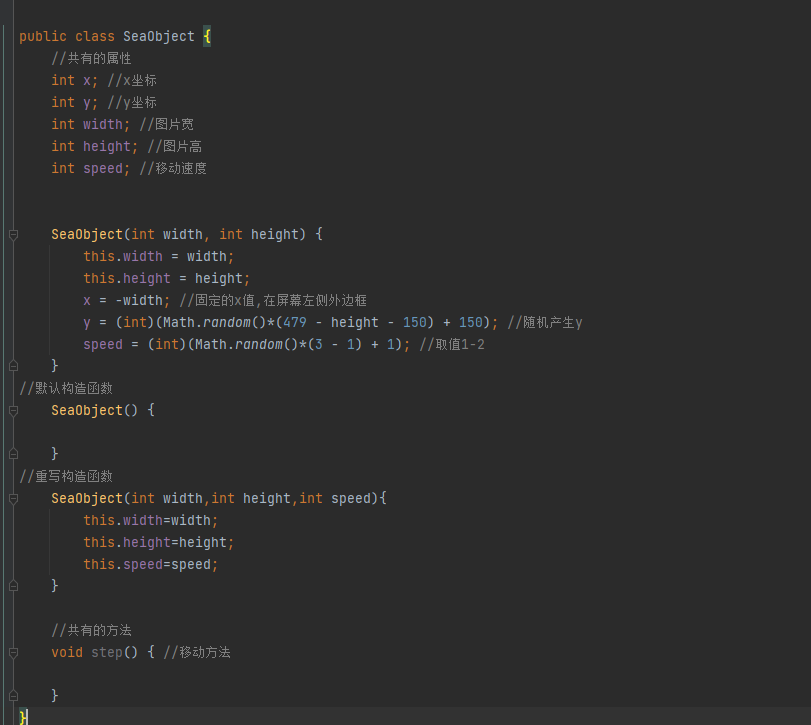 public class SeaObject {
    //共有的属性
    int x; //x坐标
    int y; //y坐标
    int width; //图片宽
    int height; //图片高
    int speed; //移动速度
    SeaObject(int width, int height) {
        this.width = width;
        this.height = height;
        x = -width; //固定的x值,在屏幕左侧外边框
        y = (int)(Math.random()*(479 - height - 150) + 150); //随机产生y
        speed = (int)(Math.random()*(3 - 1) + 1); //取值1-2
    }
//默认构造函数
    SeaObject() {
    }
//重写构造函数
    SeaObject(int width,int height,int speed){
        this.width=width;
        this.height=height;
        this.speed=speed;
    }
    //共有的方法
    void step() { //移动方法
    }
}